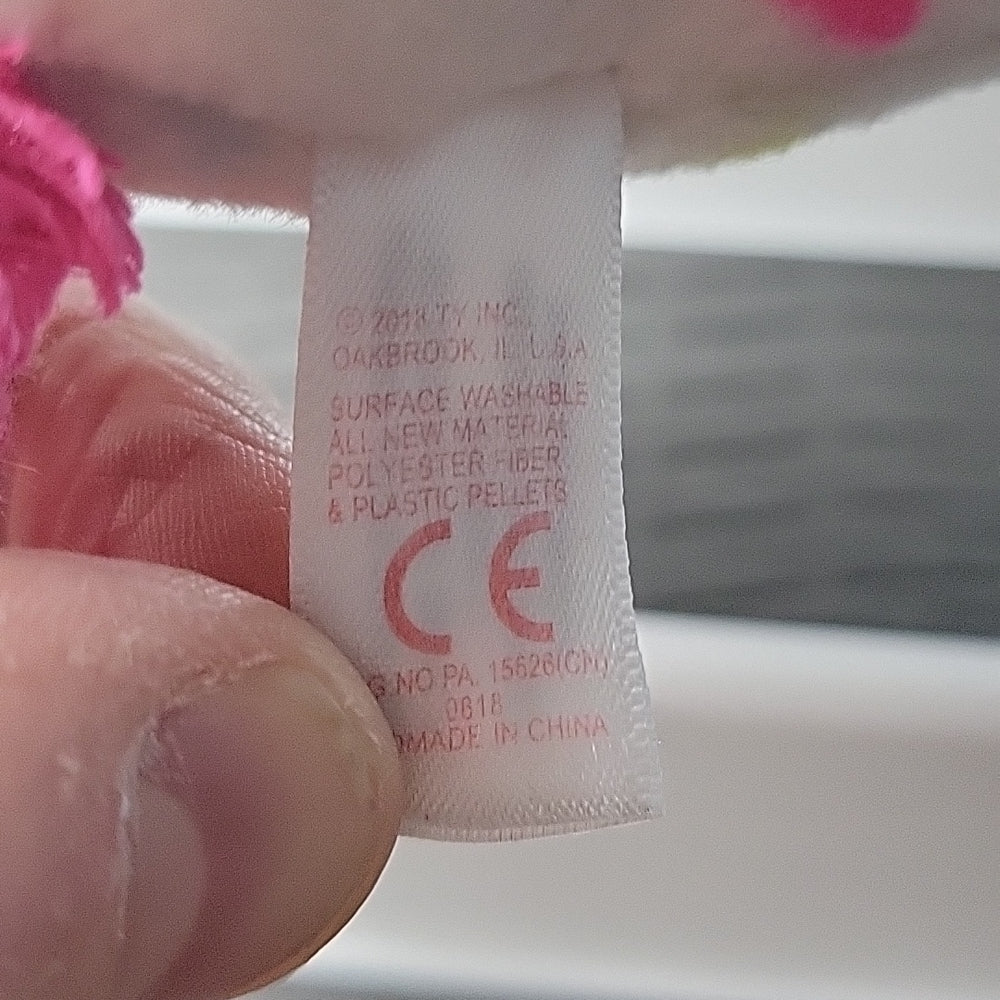 © 2018 TY INC.
OAKBROOK, IL. U.S.A
SURFACE WASHABLE
ALL NEW MATERIAL
POLYESTER FIBER
& PLASTIC PELLETS
CE
G.NO PA. 15626(CN)
0618
MADE IN CHINA